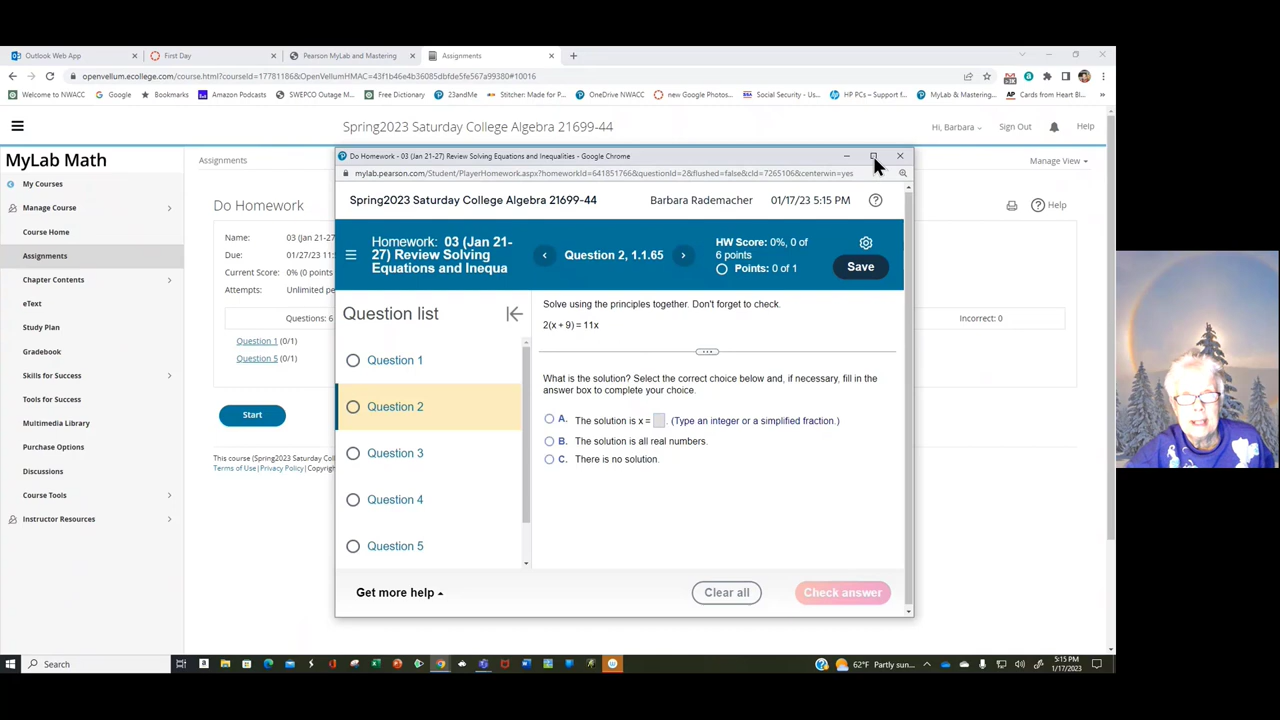 Outlook Web App
First Day
Pearson MyLab and Mastering
Assignments
openvellum.ecollege.com/course.html?courseId=17781186&OpenVellumHMAC=43f1b46e4b36085dbfde5fe567a99380#10016
Welcome to NWACC
Google
Bookmarks
Amazon Podcasts
SWEPCO Outage M...
Free Dictionary
23andMe
Stitcher: Made for P...
OneDrive NWACC
new Google Photos...
Social Security - Us...
HP PCs – Support f...
MyLab & Mastering...
Cards from Heart Bl...
Spring2023 Saturday College Algebra 21699-44
Hi, Barbara
Sign Out
Help
MyLab Math
My Courses
Manage Course
Course Home
Assignments
Chapter Contents
eText
Study Plan
Gradebook
Skills for Success
Tools for Success
Multimedia Library
Purchase Options
Discussions
Course Tools
Instructor Resources
Assignments
Manage View
Do Homework
Help
Name: 03 (Jan 21-27
Due: 01/27/23 11:
Current Score: 0% (0 points
Attempts: Unlimited pe
Questions: 6
Incorrect: 0
Question 1 (0/1)
Question 5 (0/1)
Start
This course (Spring2023 Saturday Col
Terms of Use | Privacy Policy | Copyright
Do Homework - 03 (Jan 21-27) Review Solving Equations and Inequalities - Google Chrome
mylab.pearson.com/Student/PlayerHomework.aspx?homeworkId=641851766&questionId=2&flushed=false&cId=7265106&centerwin=yes
Spring2023 Saturday College Algebra 21699-44
Barbara Rademacher
01/17/23 5:15 PM
Homework: 03 (Jan 21-
27) Review Solving
Equations and Inequa
Question 2, 1.1.65
HW Score: 0%, 0 of
6 points
Points: 0 of 1
Save
Question list
Question 1
Question 2
Question 3
Question 4
Question 5
Solve using the principles together. Don't forget to check.
2(x + 9) = 11x
What is the solution? Select the correct choice below and, if necessary, fill in the
answer box to complete your choice.
A. The solution is x = . (Type an integer or a simplified fraction.)
B. The solution is all real numbers.
C. There is no solution.
Get more help
Clear all
Check answer
Search
62°F Partly sun...
5:15 PM
1/17/2023